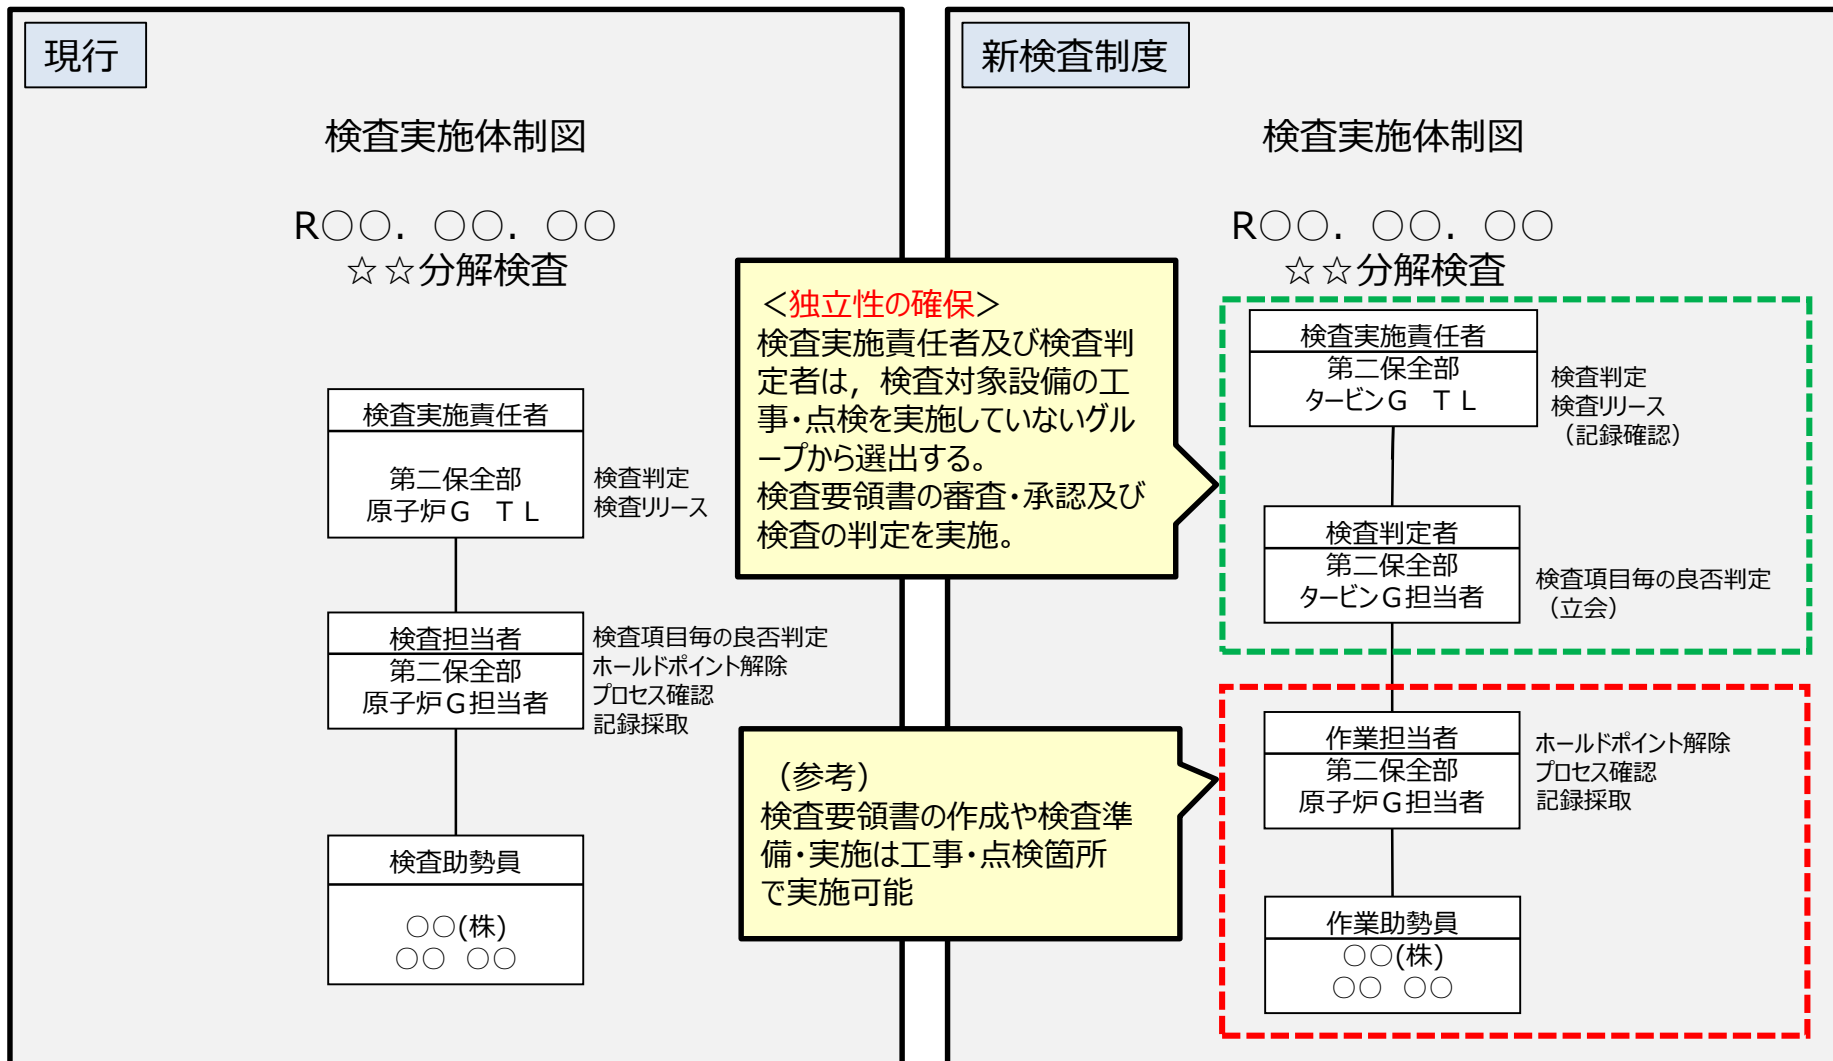 現行
検査実施体制図
R○○．○○．○○
☆☆分解検査
検査実施責任者
第二保全部
原子炉G　TL
検査判定
検査リリース
検査担当者
第二保全部
原子炉G担当者
検査項目毎の良否判定
ホールドポイント解除
プロセス確認
記録採取
検査助勢員
○○(株)
○○　○○
＜独立性の確保＞
検査実施責任者及び検査判
定者は，検査対象設備の工
事・点検を実施していないグル
ープから選出する。
検査要領書の審査・承認及び
検査の判定を実施。
（参考）
検査要領書の作成や検査準
備・実施は工事・点検箇所
で実施可能
新検査制度
検査実施体制図
R○○．○○．○○
☆☆分解検査
検査実施責任者
第二保全部
タービンG　TL
検査判定
検査リリース
（記録確認）
検査判定者
第二保全部
タービンG担当者
検査項目毎の良否判定
（立会）
作業担当者
第二保全部
原子炉G担当者
ホールドポイント解除
プロセス確認
記録採取
作業助勢員
○○(株)
○○　○○